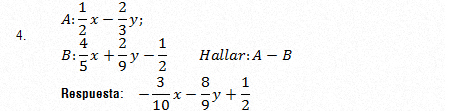 4. A: 1/2 x − 2/3 y;
B: 4/5 x + 2/9 y − 1/2 Hallar: A − B
Respuesta: − 3/10 x − 8/9 y + 1/2